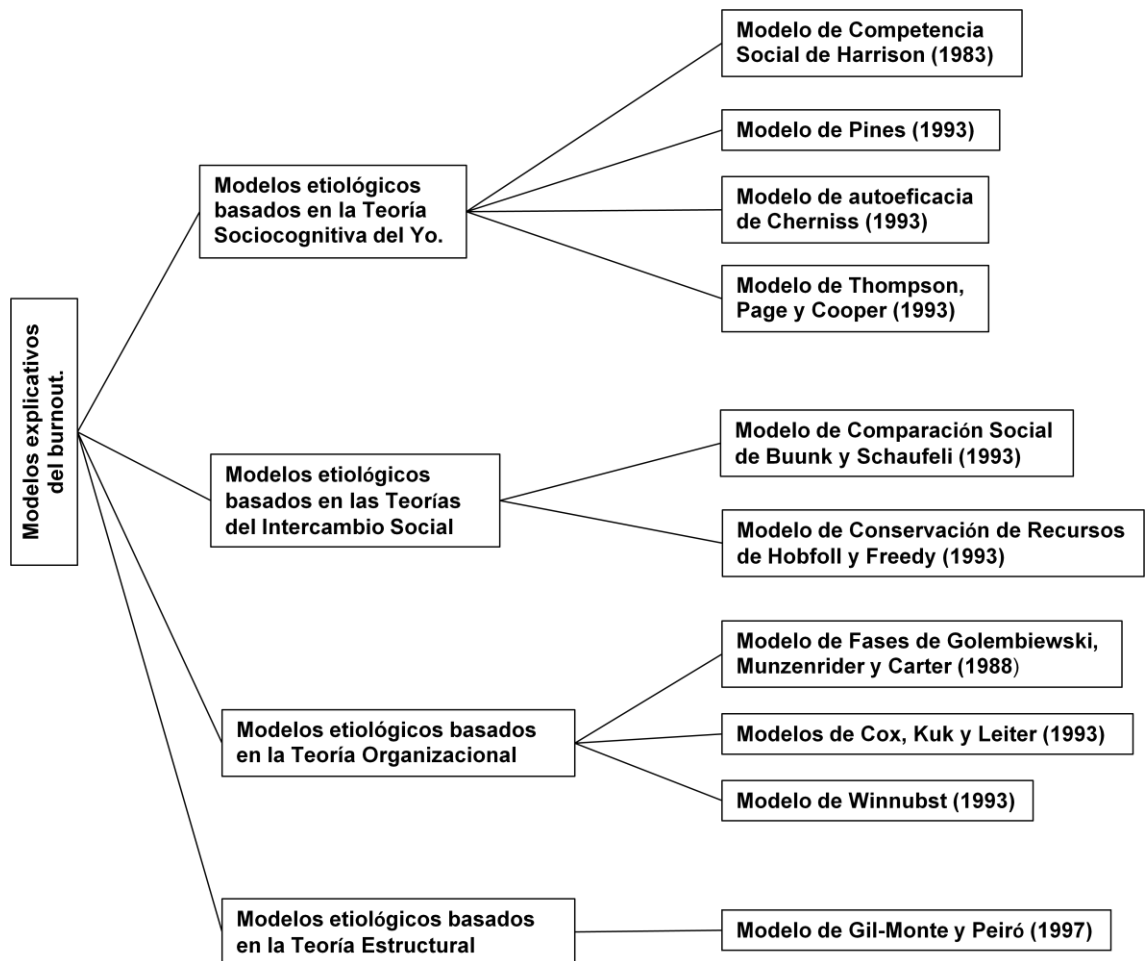 Modelos explicativos
del burnout.
Modelos etiológicos
basados en la Teoría
Sociocognitiva del Yo.
Modelo de Competencia
Social de Harrison (1983)
Modelo de Pines (1993)
Modelo de autoeficacia
de Cherniss (1993)
Modelo de Thompson,
Page y Cooper (1993)
Modelos etiológicos
basados en las Teorías
del Intercambio Social
Modelo de Comparación Social
de Buunk y Schaufeli (1993)
Modelo de Conservación de Recursos
de Hobfoll y Freedy (1993)
Modelos etiológicos basados
en la Teoría Organizacional
Modelo de Fases de Golembiewski,
Munzenrider y Carter (1988)
Modelos de Cox, Kuk y Leiter (1993)
Modelo de Winnubst (1993)
Modelos etiológicos basados
en la Teoría Estructural
Modelo de Gil-Monte y Peiró (1997)